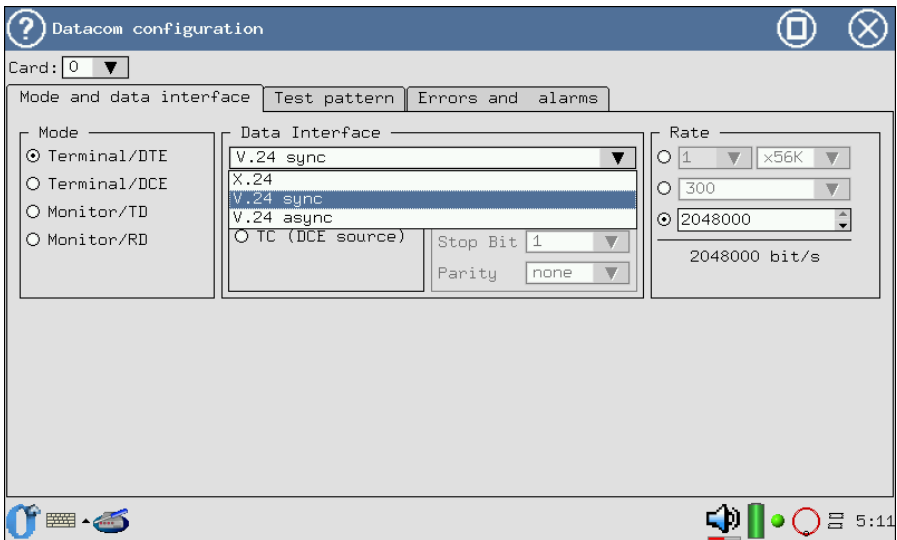 Datacom configuration
Card: 0
Mode and data interface Test pattern Errors and alarms
Mode
Terminal/DTE
Terminal/DCE
Monitor/TD
Monitor/RD
Data Interface
V.24 sync
X.24
V.24 sync
V.24 async
TC (DCE source)
Stop Bit 1
Parity none
Rate
1 x56K
300
2048000
2048000 bit/s
5:11